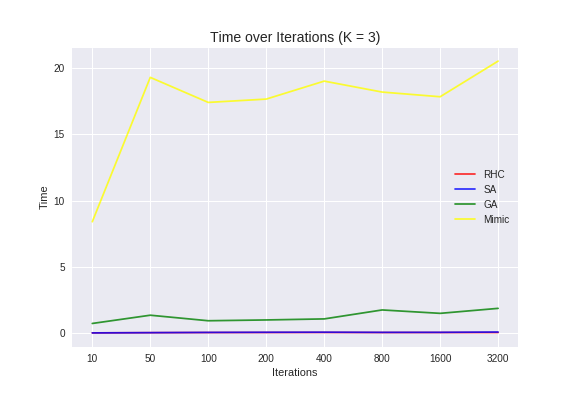 Time over Iterations (K = 3)
20
15
10
5
0
Time
RHC
SA
GA
Mimic
10 50 100 200 400 800 1600 3200
Iterations